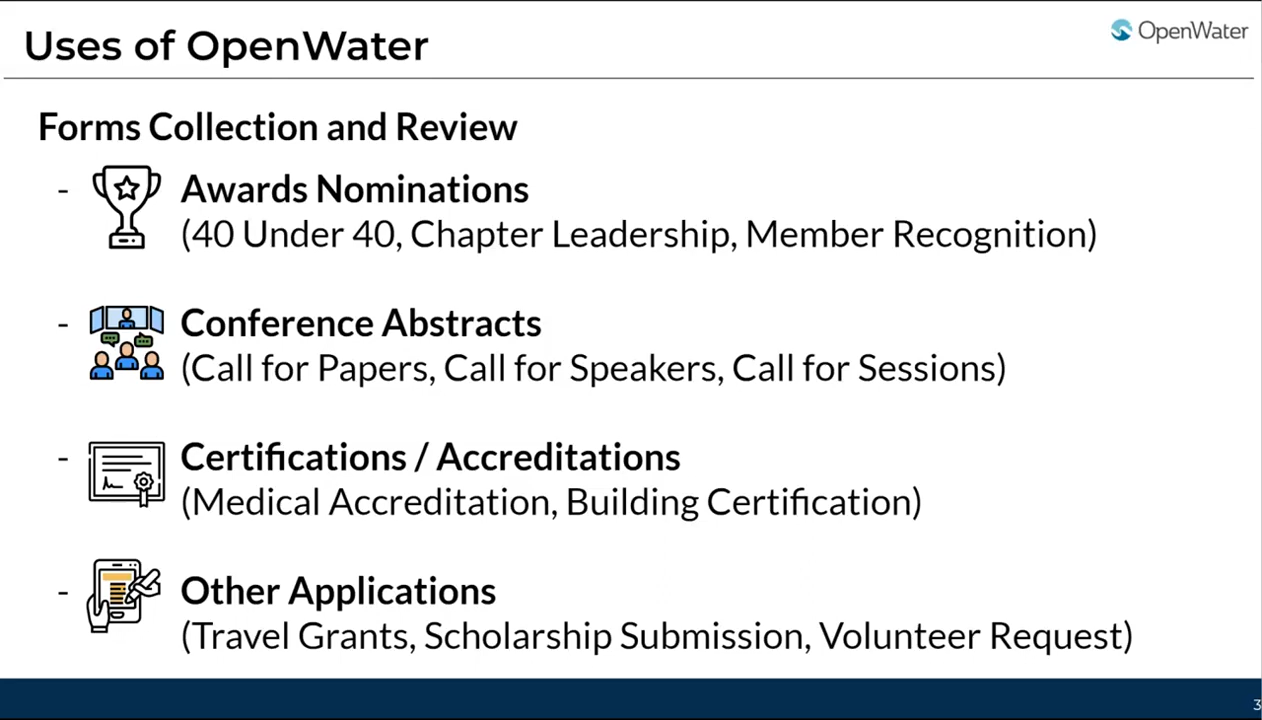 Uses of OpenWater
OpenWater
Forms Collection and Review
- Awards Nominations
(40 Under 40, Chapter Leadership, Member Recognition)
- Conference Abstracts
(Call for Papers, Call for Speakers, Call for Sessions)
- Certifications / Accreditations
(Medical Accreditation, Building Certification)
- Other Applications
(Travel Grants, Scholarship Submission, Volunteer Request)
3